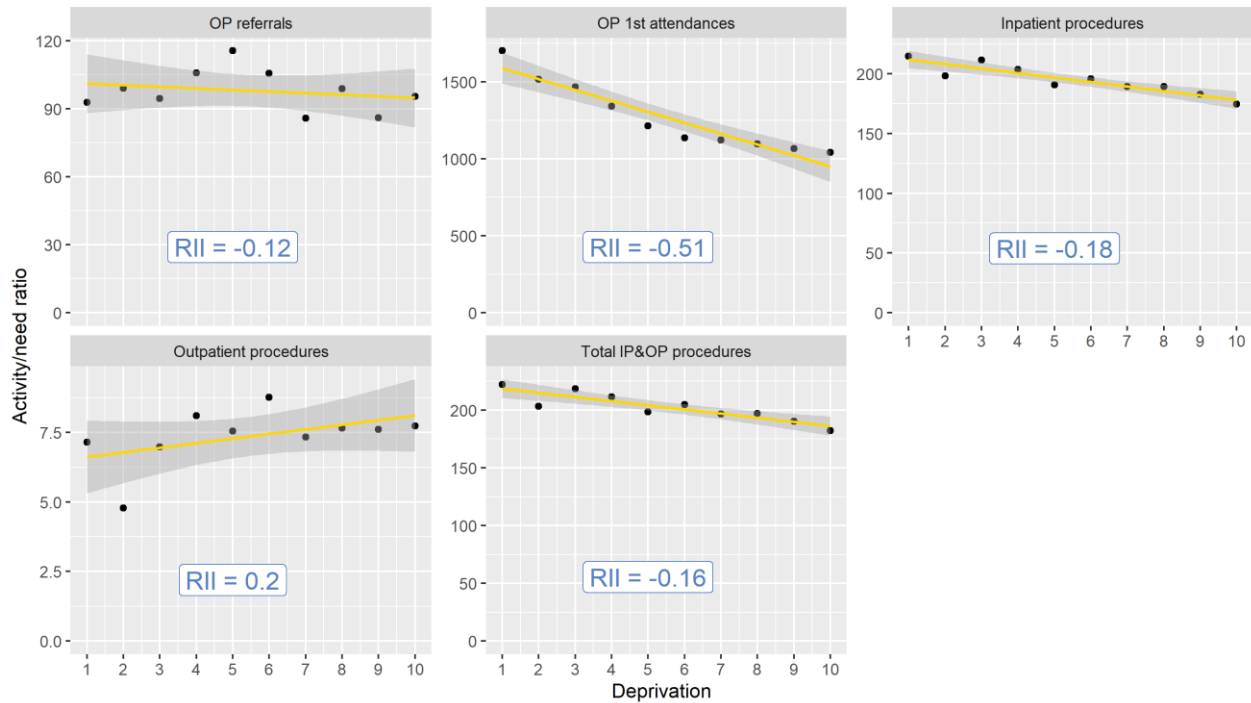 OP referrals
OP 1st attendances
Inpatient procedures
120
90
60
30
0
RII = -0.12
1500
1000
500
0
RII = -0.51
200
150
100
50
0
RII = -0.18
1 2 3 4 5 6 7 8 9 10
Activity/need ratio
Outpatient procedures
Total IP&OP procedures
7.5
5.0
2.5
0.0
RII = 0.2
1 2 3 4 5 6 7 8 9 10
200
150
100
50
0
RII = -0.16
1 2 3 4 5 6 7 8 9 10
Deprivation